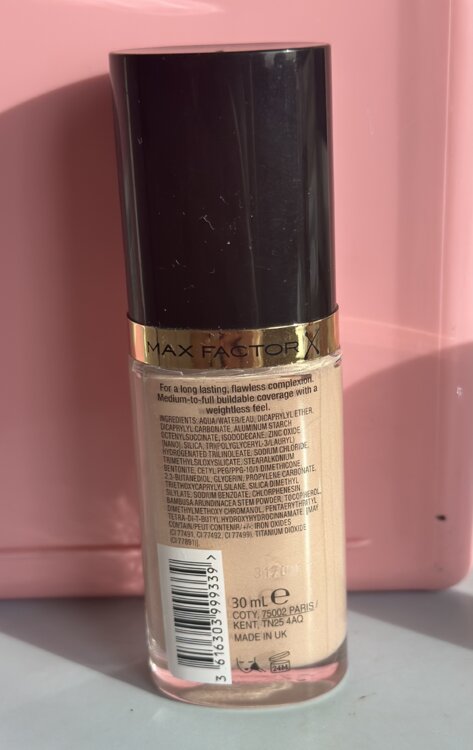 MAX FACTOR X
For a long lasting, flawless complexion.
Medium-to-full buildable coverage with a
weightless feel.
INGREDIENTS: AQUA/WATER/EAU, DICAPRYLYL ETHER,
DICAPRYLYL CARBONATE, ALUMINUM STARCH
OCTENYLSUCCINATE, ISODODECANE, ZINC OXIDE
(NANO), SILICA, TRIPOLYGLYCERYL-3/LAURYL)
HYDROGENATED TRILINOLEATE, SODIUM CHLORIDE,
TRIMETHYLSILOXYSILICATE, STEARALKONIUM
BENTONITE, CETYL PEG/PPG-10/1 DIMETHICONE,
2,3-BUTANEDIOL, GLYCERIN, PROPYLENE CARBONATE,
TRIETHOXYCAPRYLYLSILANE, SILICA DIMETHYL
SILYLATE, SODIUM BENZOATE, CHLORPHENESIN
BAMBUSA ARUNDINACEA STEM POWDER, TOCOPHEROL,
DIMETHYLMETHOXY CHROMANOL, PENTAERYTHRITYL
TETRA-DI-T-BUTYL HYDROXYHYDROCINNAMATE [MAY
CONTAIN/PEUT CONTENIR/+/- IRON OXIDES
(CI 77491, CI 77492, CI 77499), TITANIUM DIOXIDE
(CI 77891)]
30 mL e
COTY, 75002 PARIS /
KENT, TN25 4AQ
MADE IN UK
24M
3 616303 999339 >